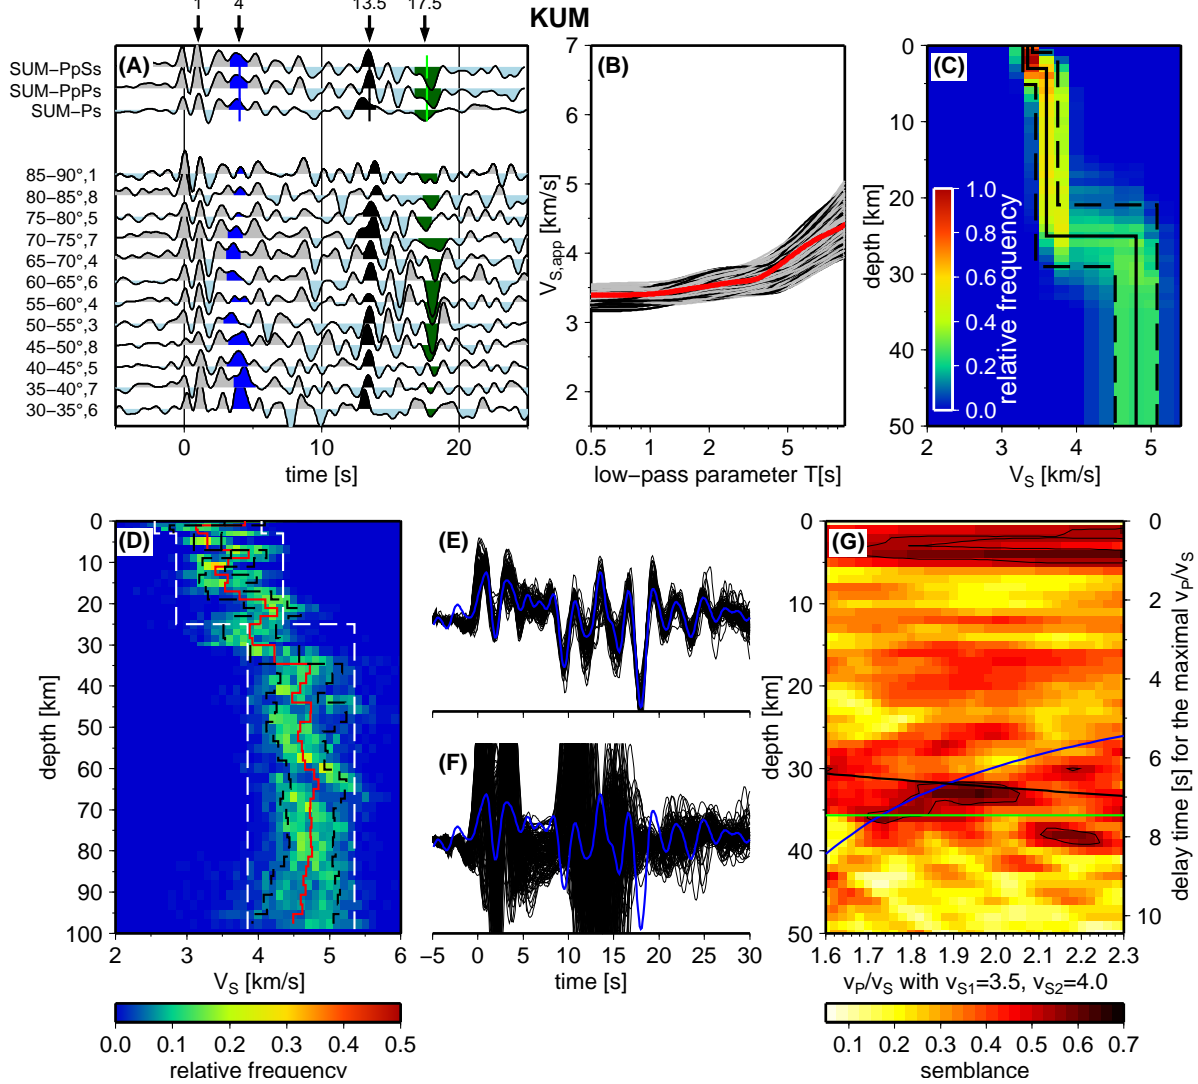 1 4 13.5 17.5
KUM
(A)
SUM−PpSs
SUM−PpPs
SUM−Ps
85−90°,1
80−85°,8
75−80°,5
70−75°,7
65−70°,4
60−65°,6
55−60°,4
50−55°,3
45−50°,8
40−45°,5
35−40°,7
30−35°,6
0 10 20
time [s]
(B)
7
6
5
4
3
2
VS,app [km/s]
0.5 1 2 5
low−pass parameter T[s]
(C)
0
10
20
30
40
50
depth [km]
1.0
0.8
0.6
0.4
0.2
0.0
relative frequency
2 3 4 5
VS [km/s]
(D)
0
10
20
30
40
50
60
70
80
90
100
depth [km]
2 3 4 5 6
VS [km/s]
0.0 0.1 0.2 0.3 0.4 0.5
relative frequency
(E)
(F)
−5 0 5 10 15 20 25 30
time [s]
(G)
0
10
20
30
40
50
depth [km]
0
2
4
6
8
10
delay time [s] for the maximal vP/vS
1.6 1.7 1.8 1.9 2.0 2.1 2.2 2.3
vP/vS with vS1=3.5, vS2=4.0
0.1 0.2 0.3 0.4 0.5 0.6 0.7
semblance